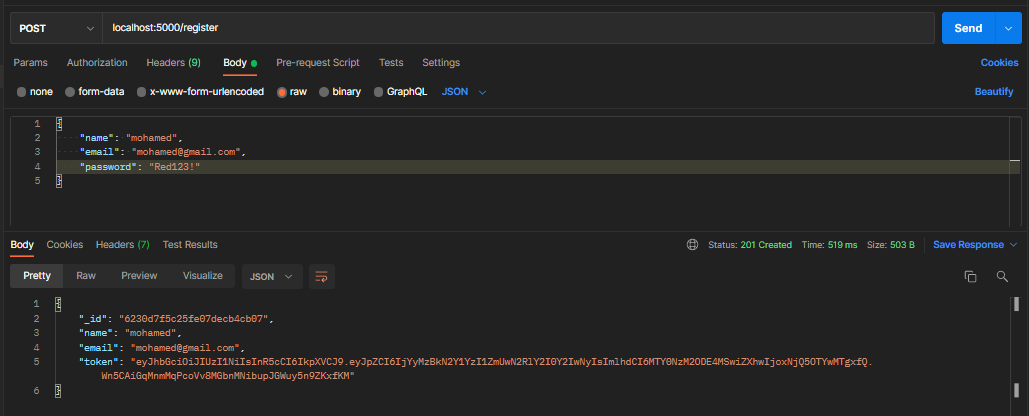 POST localhost:5000/register Send
Params Authorization Headers (9) Body Pre-request Script Tests Settings Cookies
none form-data x-www-form-urlencoded raw binary GraphQL JSON Beautify
1 {
2 "name": "mohamed",
3 "email": "mohamed@gmail.com",
4 "password": "Red123!"
5 }
Body Cookies Headers (7) Test Results Status: 201 Created Time: 519 ms Size: 503 B Save Response
Pretty Raw Preview Visualize JSON
1 {
2 "_id": "6230d7f5c25fe07decb4cb07",
3 "name": "mohamed",
4 "email": "mohamed@gmail.com",
5 "token": "eyJhbGciOiJIUzI1NiIsInR5cCI6IkpXVCJ9.eyJpZCI6IjYyMzBkN2Y1YzI1ZmUwN2RlY2I0Y2IwNyIsImlhdCI6MTY0NzM2ODE4MSwiZXhwIjoxNjQ5OTYwMTgxfQ.
Wn5CAiGqMnmMqPcoVv8MGbnMNibupJGWuy5n9ZKxfKM"
6 }